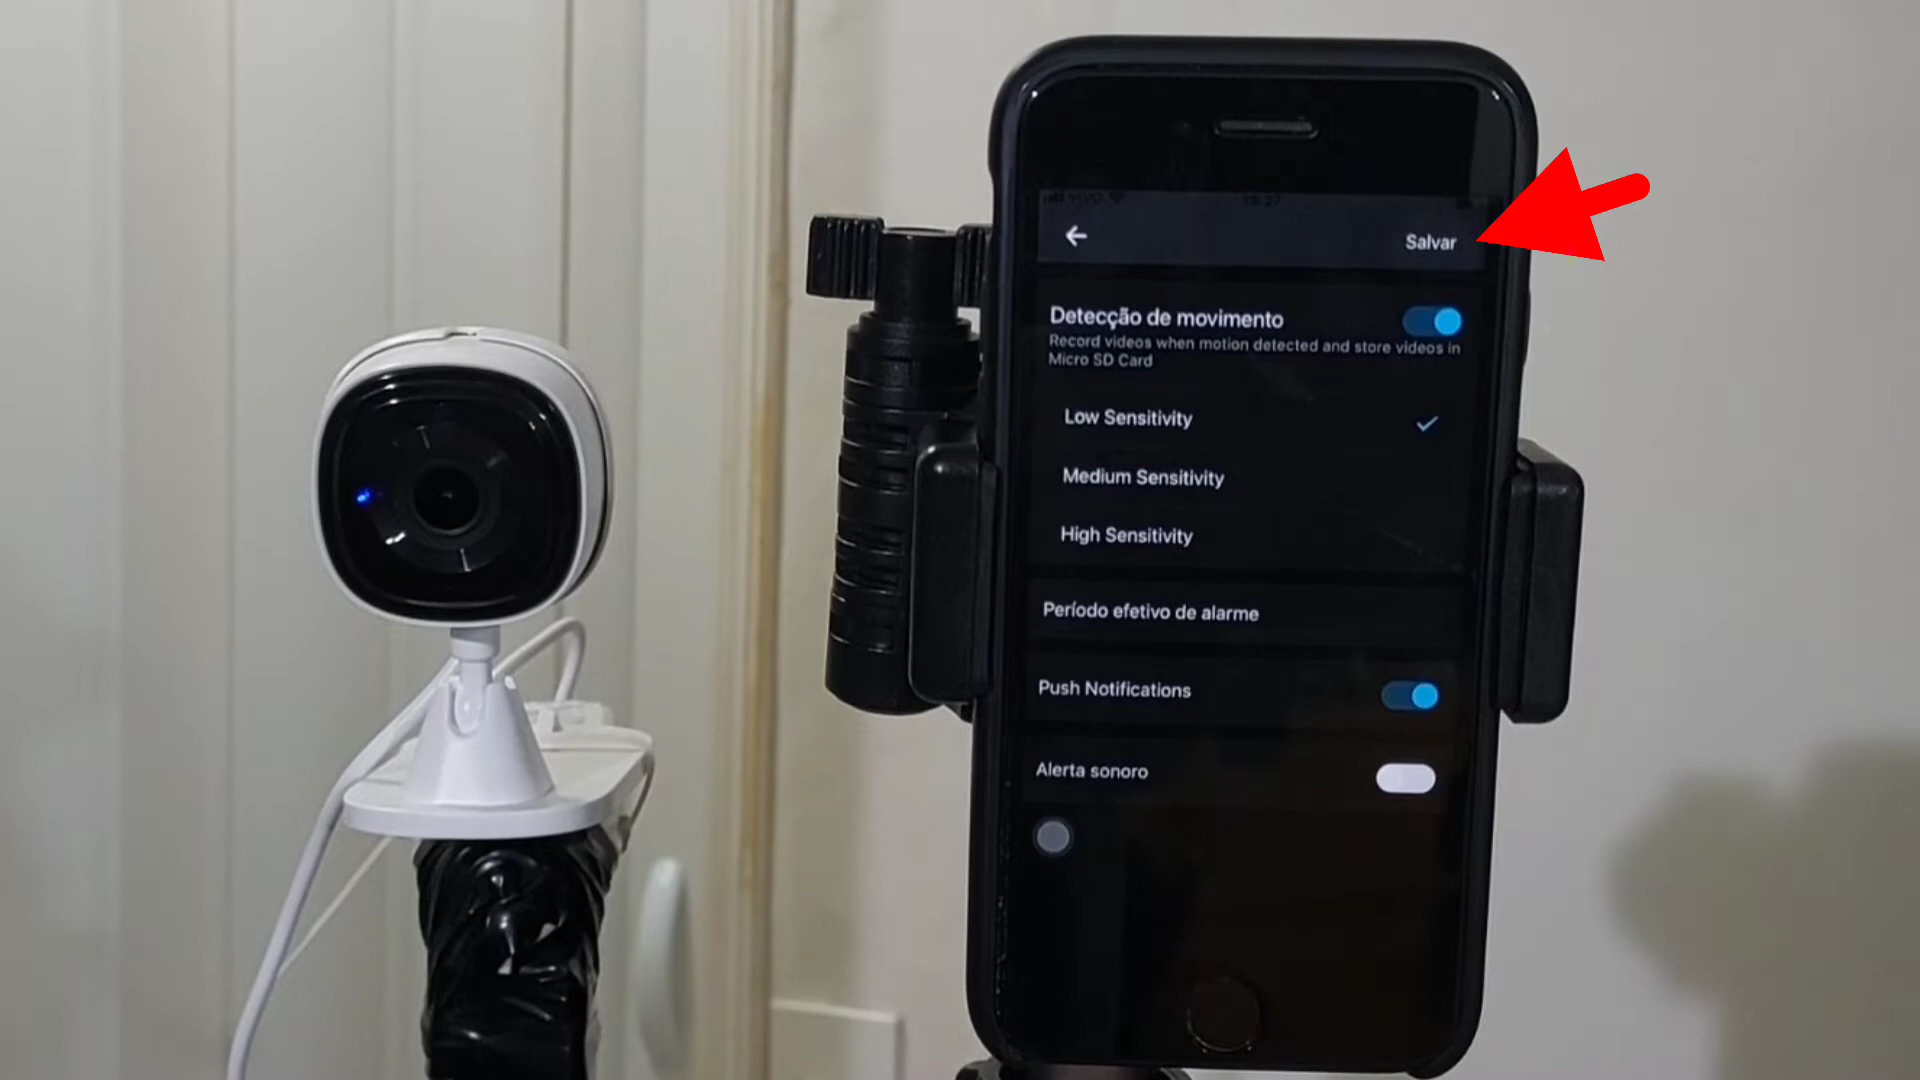 Salvar
Detecção de movimento
Record videos when motion detected and store videos in
Micro SD Card
Low Sensitivity
Medium Sensitivity
High Sensitivity
Período efetivo de alarme
Push Notifications
Alerta sonoro